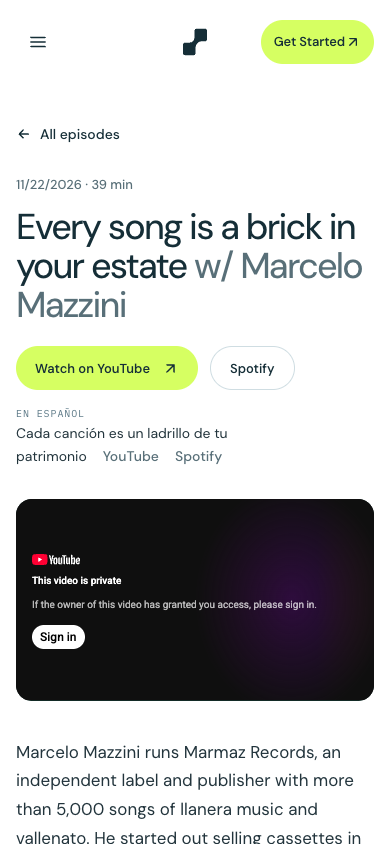 Get Started
All episodes
11/22/2026 · 39 min
Every song is a brick in
your estate w/ Marcelo
Mazzini
Watch on YouTube
Spotify
EN ESPAÑOL
Cada canción es un ladrillo de tu
patrimonio YouTube Spotify
YouTube
This video is private
If the owner of this video has granted you access, please sign in.
Sign in
Marcelo Mazzini runs Marmaz Records, an
independent label and publisher with more
than 5,000 songs of llanera music and
vallenato. He started out selling cassettes in